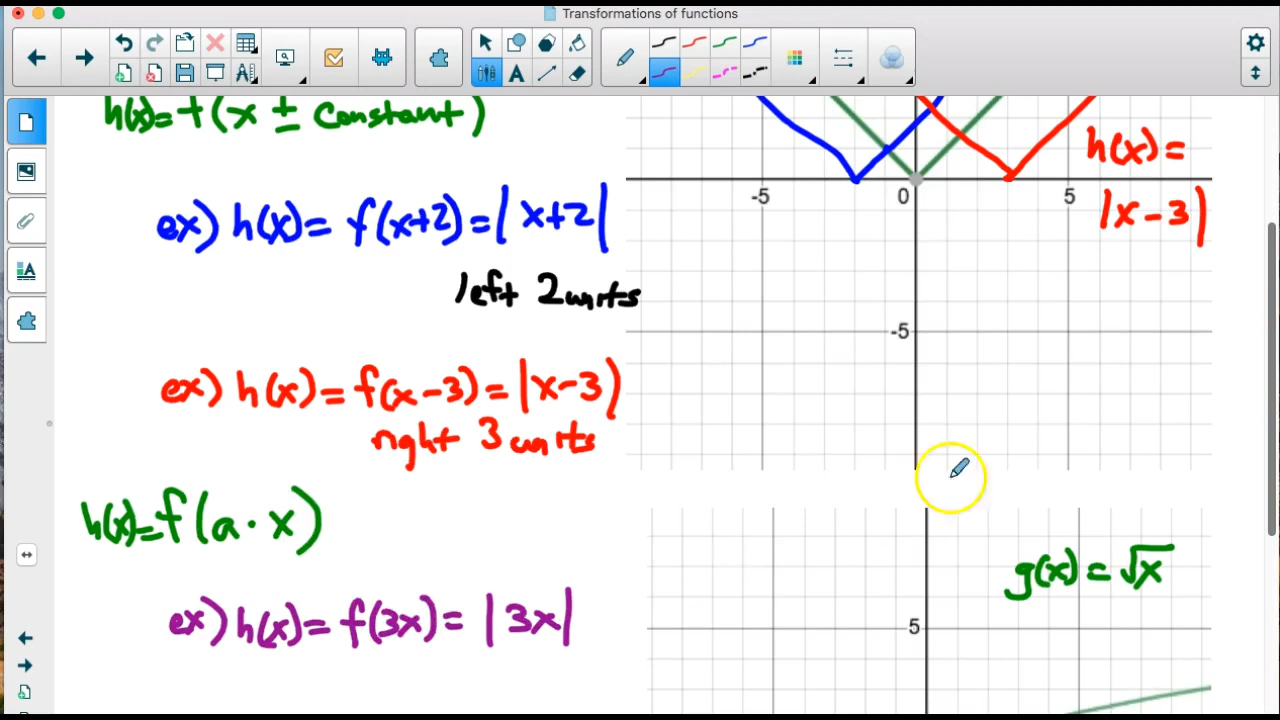 Transformations of functions
h(x)= f(x ± constant)
ex) h(x)= f(x+2)=|x+2|
left 2 units
ex) h(x)= f(x-3)=|x-3|
right 3 units
h(x)=f(a·x)
ex) h(x)= f(3x)= |3x|
h(x)=
|x-3|
-5 0 5
-5
g(x)=√x
5